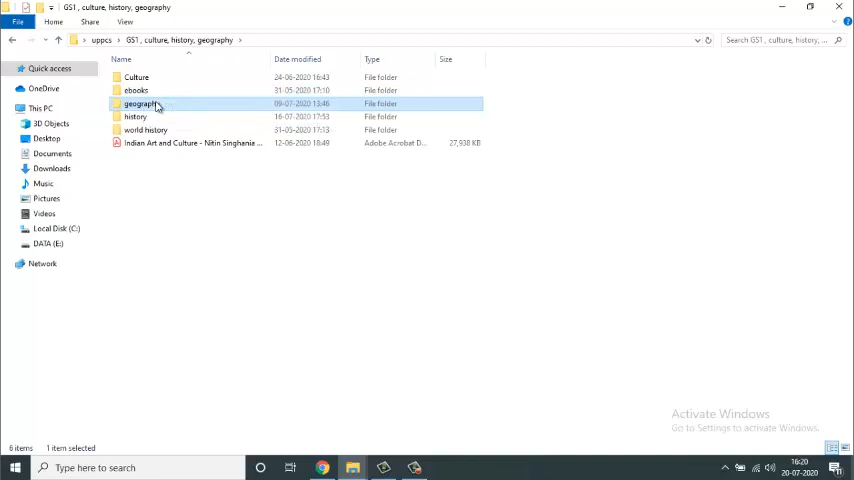 GS1 , culture, history, geography
File Home Share View
uppcs GS1 , culture, history, geography
Search GS1 , culture, history, ...
Name Date modified Type Size
Quick access
OneDrive
This PC
3D Objects
Desktop
Documents
Downloads
Music
Pictures
Videos
Local Disk (C:)
DATA (E:)
Network
Culture 24-06-2020 16:43 File folder
ebooks 31-05-2020 17:10 File folder
geography 09-07-2020 13:46 File folder
history 16-07-2020 17:53 File folder
world history 31-05-2020 17:13 File folder
Indian Art and Culture - Nitin Singhania ... 12-06-2020 18:49 Adobe Acrobat D... 27,938 KB
Activate Windows
Go to Settings to activate Windows.
6 items 1 item selected
Type here to search
16:20
20-07-2020